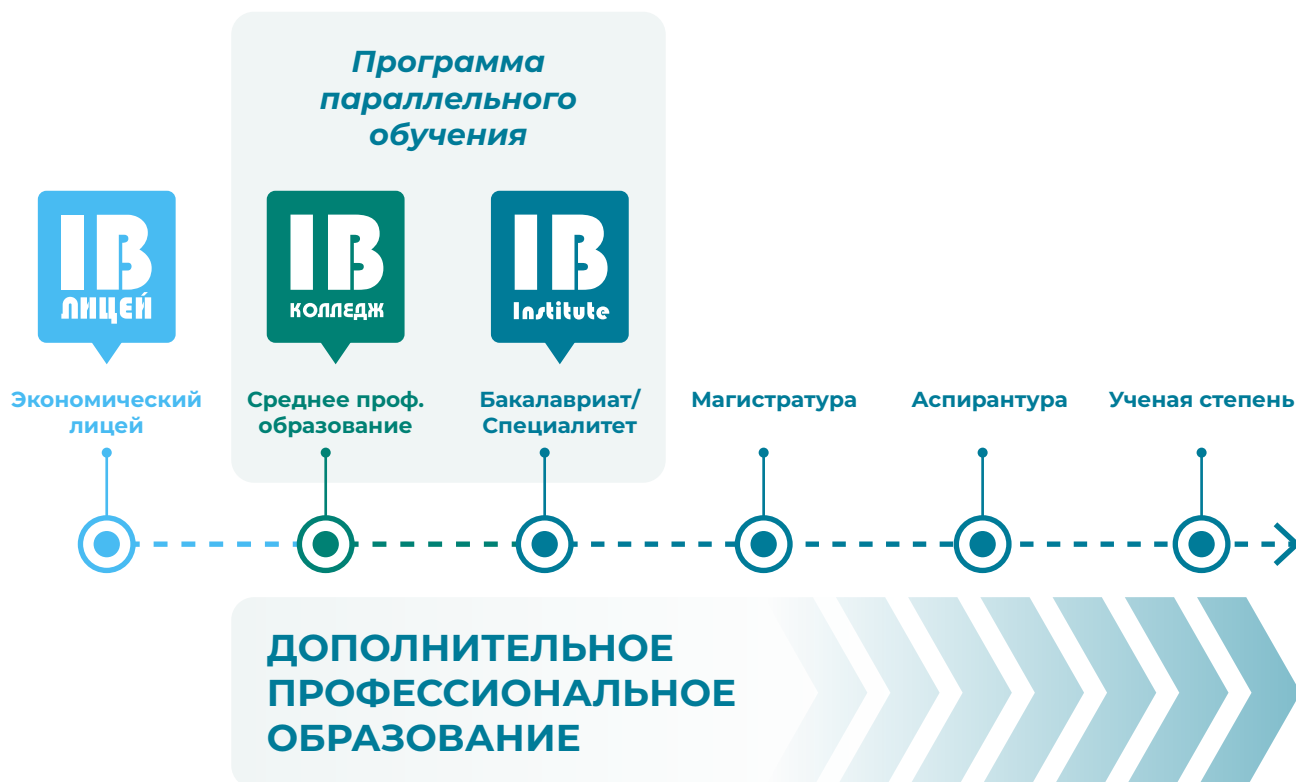 Программа
параллельного
обучения
IB
ЛИЦЕЙ
IB
КОЛЛЕДЖ
IB
Institute
Экономический
лицей
Среднее проф.
образование
Бакалавриат/
Специалитет
Магистратура
Аспирантура
Ученая степень
ДОПОЛНИТЕЛЬНОЕ
ПРОФЕССИОНАЛЬНОЕ
ОБРАЗОВАНИЕ